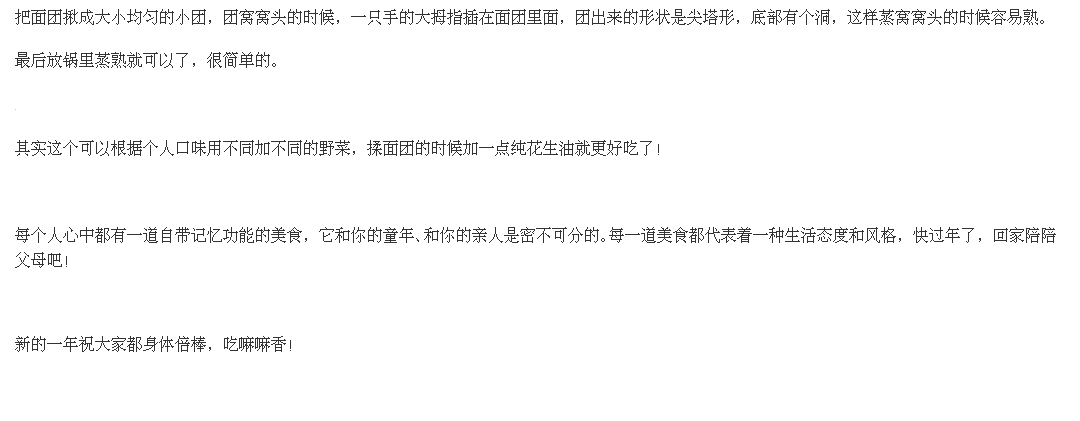 把面团揪成大小均匀的小团，团窝窝头的时候，一只手的大拇指插在面团里面，团出来的形状是尖塔形，底部有个洞，这样蒸窝窝头的时候容易熟。
最后放锅里蒸熟就可以了，很简单的。
其实这个可以根据个人口味用不同加不同的野菜，揉面团的时候加一点纯花生油就更好吃了！
每个人心中都有一道自带记忆功能的美食，它和你的童年、和你的亲人是密不可分的。每一道美食都代表着一种生活态度和风格，快过年了，回家陪陪
父母吧！
新的一年祝大家都身体倍棒，吃嘛嘛香！